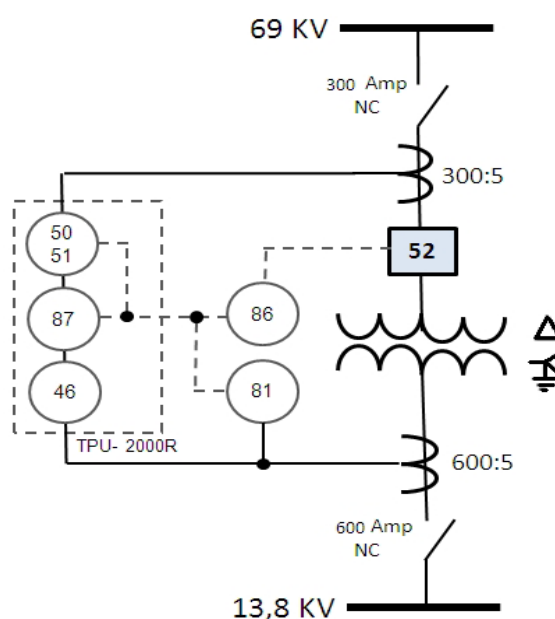 69 KV
300 Amp
NC
300:5
50
51
52
87
86
46
81
TPU- 2000R
600:5
600 Amp
NC
13,8 KV